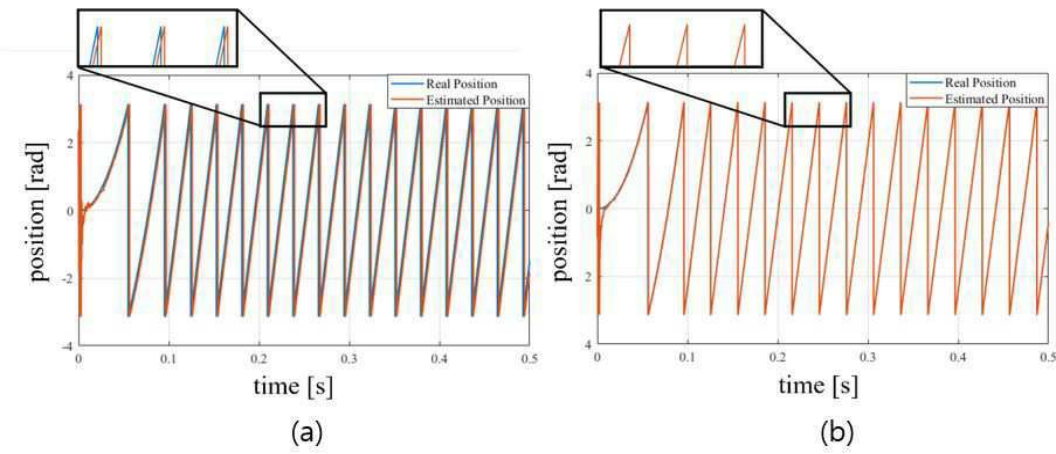 4
2
0
-2
-4
position [rad]
0
0.1
0.2
0.3
0.4
0.5
time [s]
Real Position
Estimated Position
(a)
4
2
0
2
4
position [rad]
0
0.1
0.2
0.3
0.4
0.5
time [s]
Real Position
Estimated Position
(b)